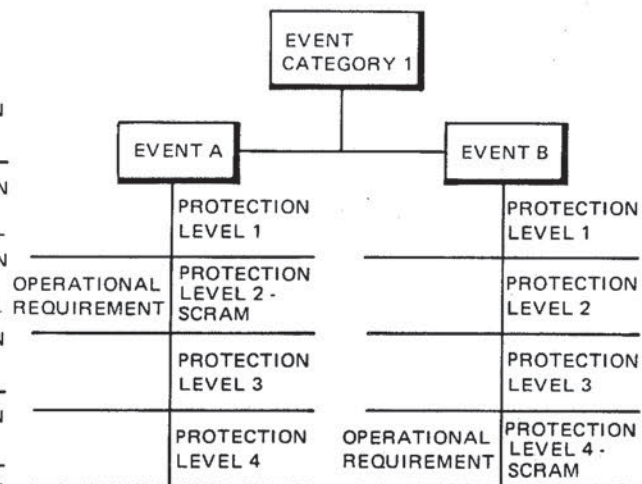 EVENT
CATEGORY 1
EVENT A
EVENT B
PROTECTION
LEVEL 1
PROTECTION
LEVEL 1
OPERATIONAL
REQUIREMENT
PROTECTION
LEVEL 2 -
SCRAM
PROTECTION
LEVEL 2
PROTECTION
LEVEL 3
PROTECTION
LEVEL 3
PROTECTION
LEVEL 4
OPERATIONAL
REQUIREMENT
PROTECTION
LEVEL 4 -
SCRAM